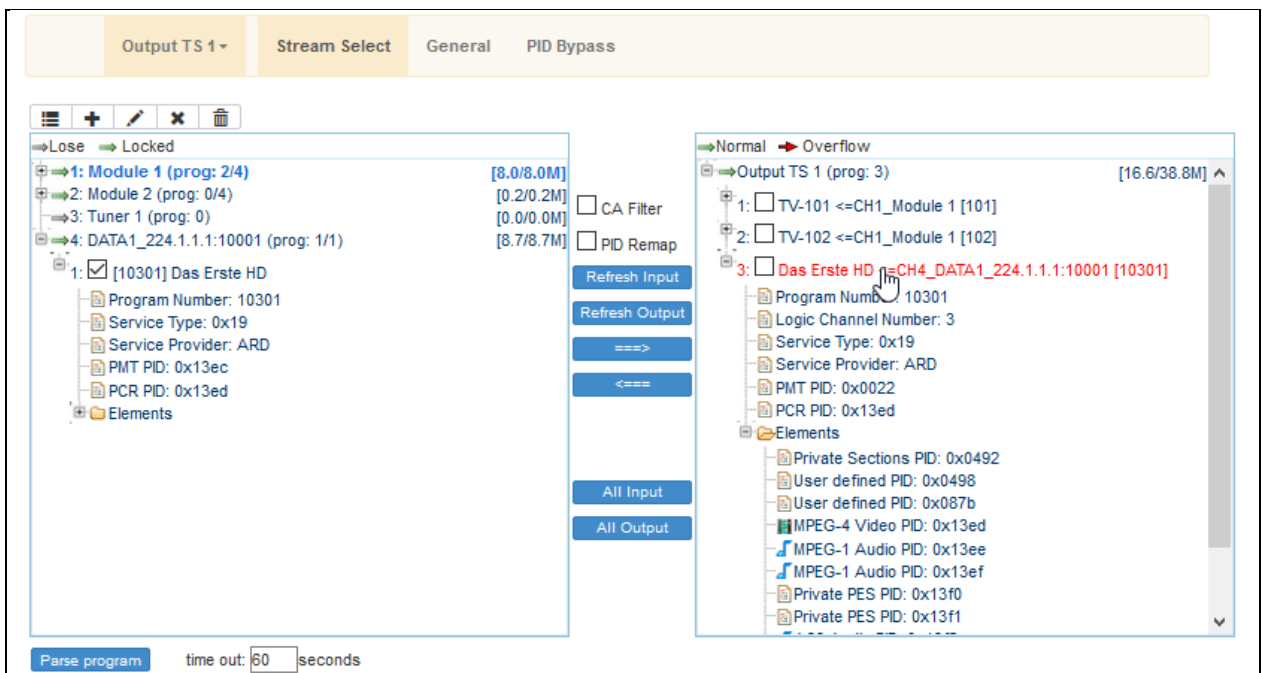 Output TS 1 Stream Select General PID Bypass
⇒Lose ⇒Locked
1: Module 1 (prog: 2/4) [8.0/8.0M]
2: Module 2 (prog: 0/4) [0.2/0.2M]
3: Tuner 1 (prog: 0) [0.0/0.0M]
4: DATA1_224.1.1.1:10001 (prog: 1/1) [8.7/8.7M]
1: [10301] Das Erste HD
Program Number: 10301
Service Type: 0x19
Service Provider: ARD
PMT PID: 0x13ec
PCR PID: 0x13ed
Elements
CA Filter
PID Remap
Refresh Input
Refresh Output
===>
<===
All Input
All Output
⇒Normal Overflow
Output TS 1 (prog: 3) [16.6/38.8M]
1: TV-101 <=CH1_Module 1 [101]
2: TV-102 <=CH1_Module 1 [102]
3: Das Erste HD =CH4_DATA1_224.1.1.1:10001 [10301]
Program Numb 10301
Logic Channel Number: 3
Service Type: 0x19
Service Provider: ARD
PMT PID: 0x0022
PCR PID: 0x13ed
Elements
Private Sections PID: 0x0492
User defined PID: 0x0498
User defined PID: 0x087b
MPEG-4 Video PID: 0x13ed
MPEG-1 Audio PID: 0x13ee
MPEG-1 Audio PID: 0x13ef
Private PES PID: 0x13f0
Private PES PID: 0x13f1
Parse program time out: 60 seconds